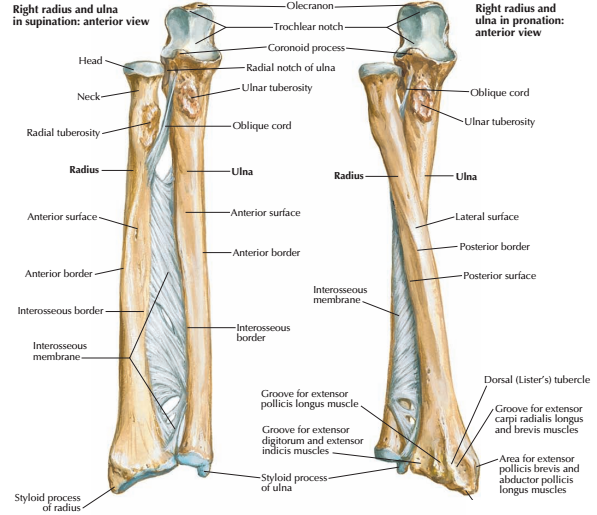 Right radius and ulna
in supination: anterior view
Olecranon
Trochlear notch
Coronoid process
Right radius and
ulna in pronation:
anterior view
Head
Radial notch of ulna
Neck
Ulnar tuberosity
Radial tuberosity
Oblique cord
Radius
Ulna
Anterior surface
Anterior surface
Anterior border
Anterior border
Interosseous border
Interosseous
border
Interosseous
membrane
Styloid process
of radius
Styloid process
of ulna
Oblique cord
Ulnar tuberosity
Radius
Ulna
Lateral surface
Posterior border
Posterior surface
Interosseous
membrane
Groove for extensor
pollicis longus muscle
Groove for extensor
digitorum and extensor
indicis muscles
Dorsal (Lister's) tubercle
Groove for extensor
carpi radialis longus
and brevis muscles
Area for extensor
pollicis brevis and
abductor pollicis
longus muscles